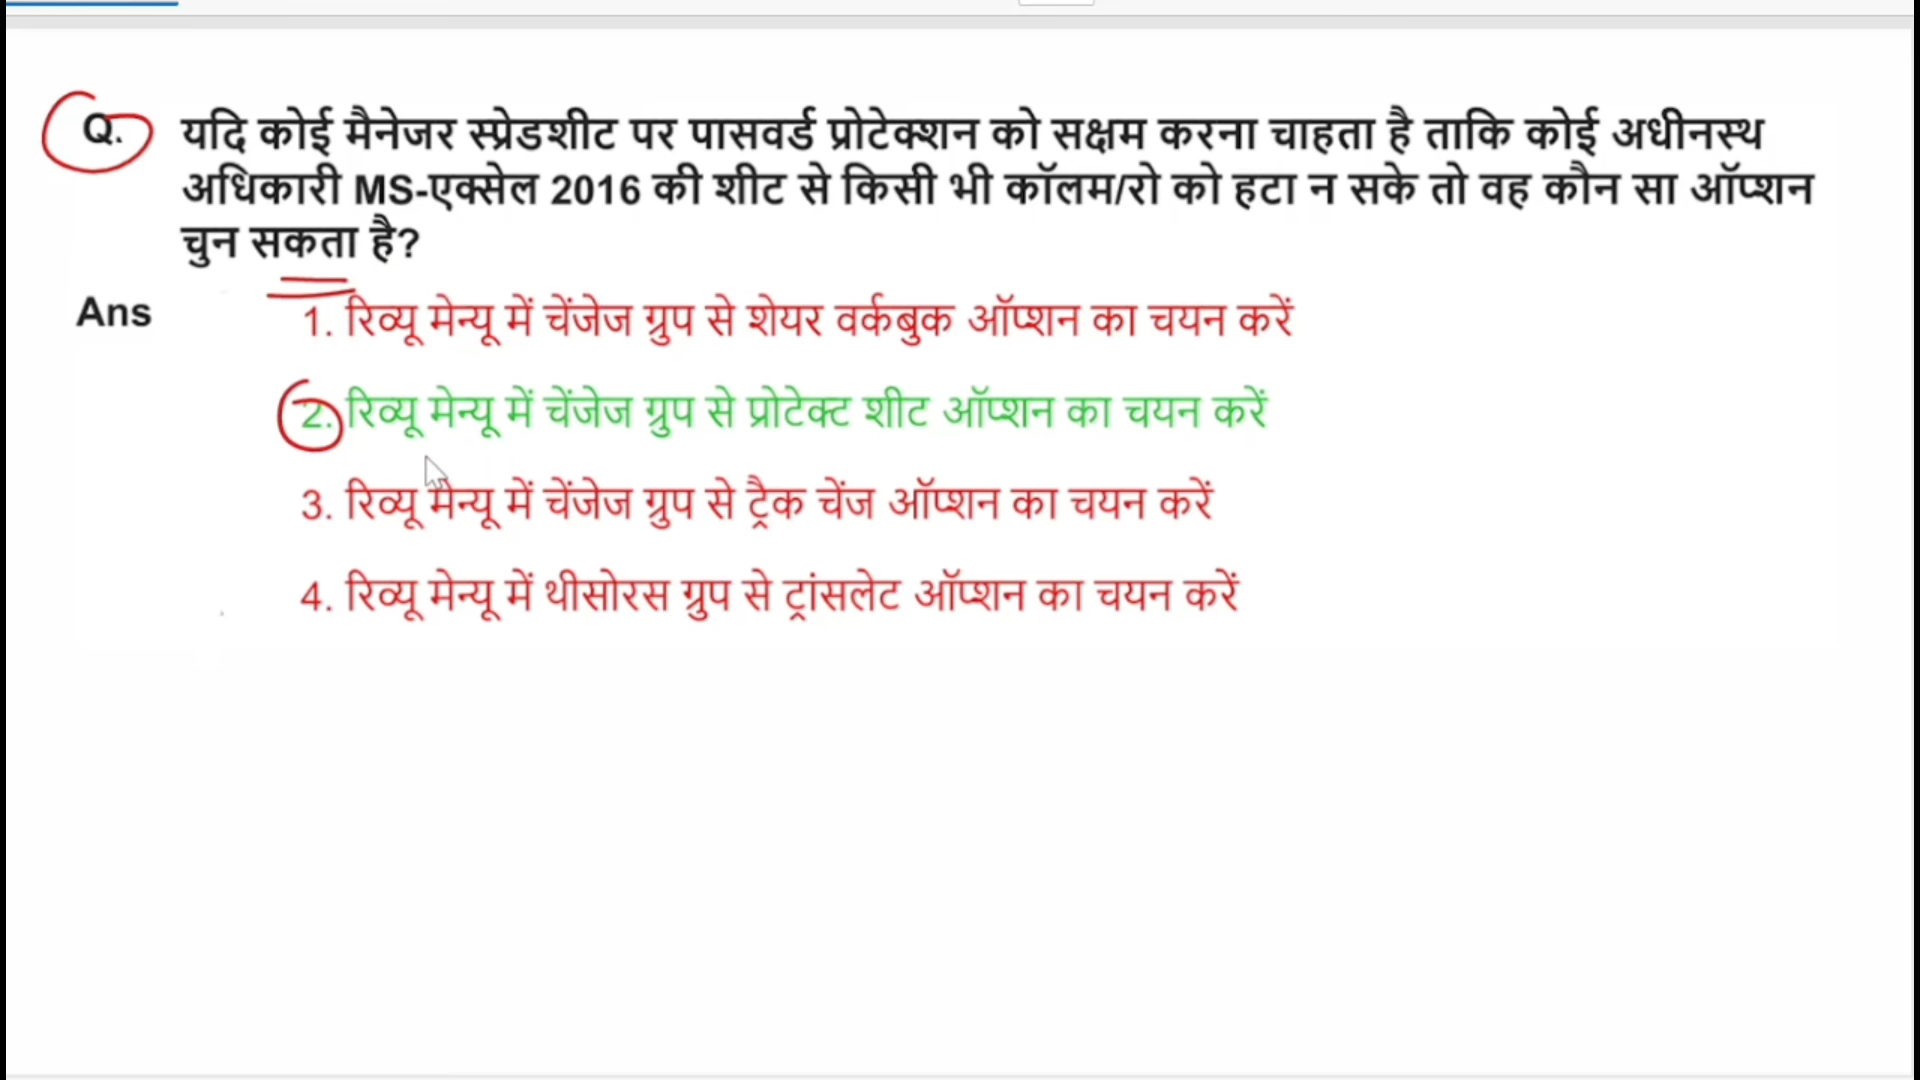 Q. यदि कोई मैनेजर स्प्रेडशीट पर पासवर्ड प्रोटेक्शन को सक्षम करना चाहता है ताकि कोई अधीनस्थ
अधिकारी MS-एक्सेल 2016 की शीट से किसी भी कॉलम/रो को हटा न सके तो वह कौन सा ऑप्शन
चुन सकता है?
Ans 1. रिव्यू मेन्यू में चेंजेज ग्रुप से शेयर वर्कबुक ऑप्शन का चयन करें
2. रिव्यू मेन्यू में चेंजेज ग्रुप से प्रोटेक्ट शीट ऑप्शन का चयन करें
3. रिव्यू मेन्यू में चेंजेज ग्रुप से ट्रैक चेंज ऑप्शन का चयन करें
4. रिव्यू मेन्यू में थीसोरस ग्रुप से ट्रांसलेट ऑप्शन का चयन करें